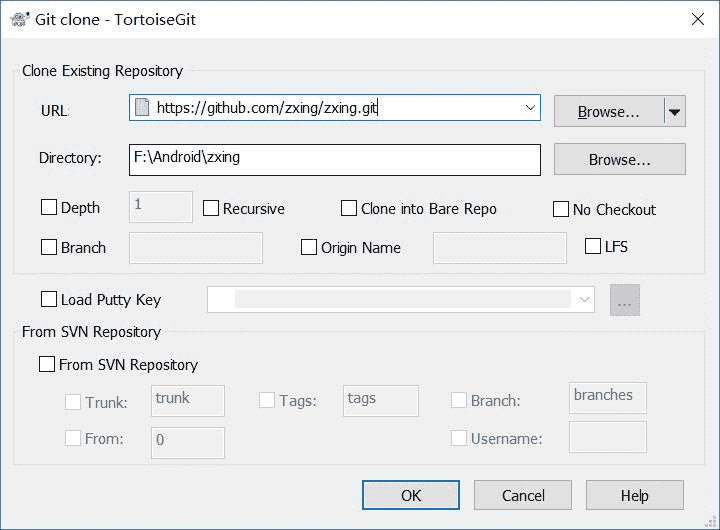 Git clone - TortoiseGit
Clone Existing Repository
URL: https://github.com/zxing/zxing.git Browse...
Directory: F:\Android\zxing Browse...
Depth 1 Recursive Clone into Bare Repo No Checkout
Branch Origin Name LFS
Load Putty Key ...
From SVN Repository
From SVN Repository
Trunk: trunk Tags: tags Branch: branches
From: 0 Username:
OK Cancel Help